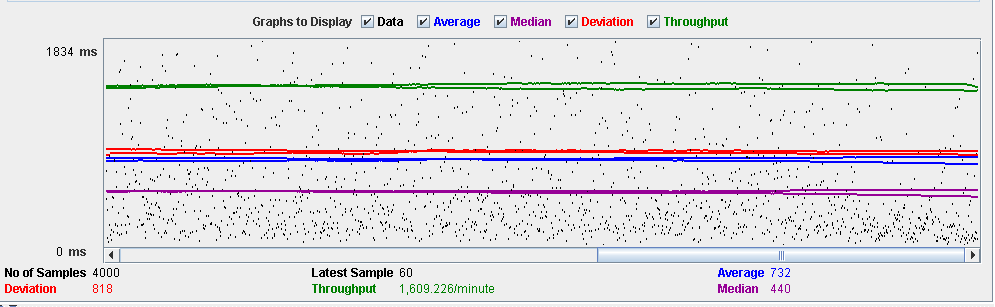 Graphs to Display Data Average Median Deviation Throughput
1834 ms
0 ms
No of Samples 4000 Latest Sample 60 Average 732
Deviation 818 Throughput 1,609.226/minute Median 440